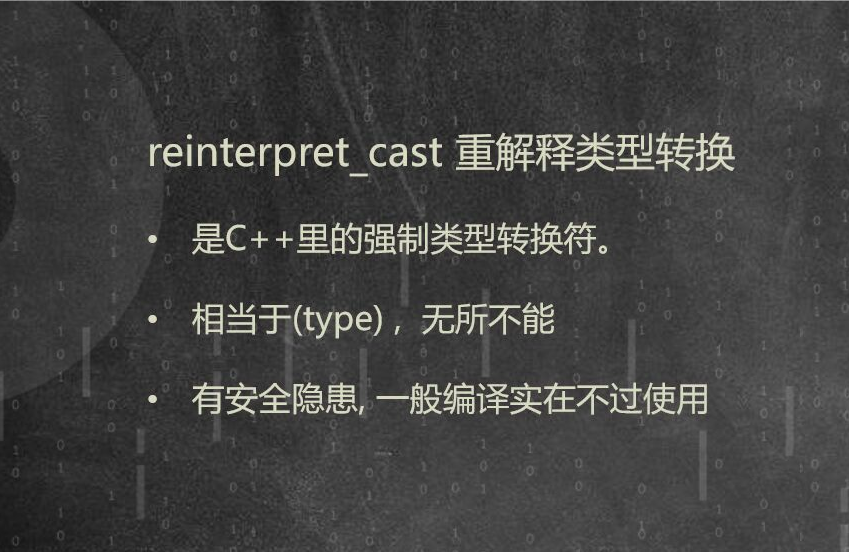 reinterpret_cast 重解释类型转换
• 是C++里的强制类型转换符。
• 相当于(type) ,  无所不能
• 有安全隐患, 一般编译实在不过使用